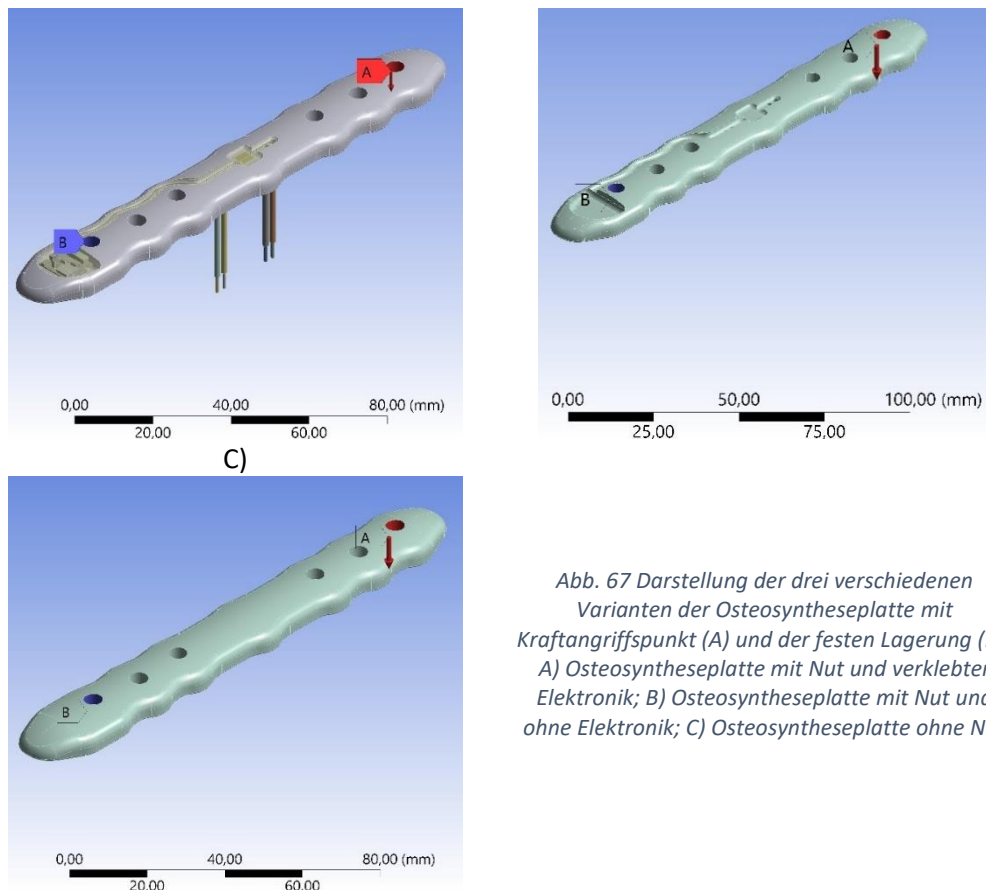 A
B
0,00 40,00 80,00 (mm)
20,00 60,00
A
B
0,00 50,00 100,00 (mm)
25,00 75,00
C)
A
B
0,00 40,00 80,00 (mm)
20,00 60,00
Abb. 67 Darstellung der drei verschiedenen
Varianten der Osteosyntheseplatte mit
Kraftangriffspunkt (A) und der festen Lagerung (
A) Osteosyntheseplatte mit Nut und verklebter
Elektronik; B) Osteosyntheseplatte mit Nut und
ohne Elektronik; C) Osteosyntheseplatte ohne N